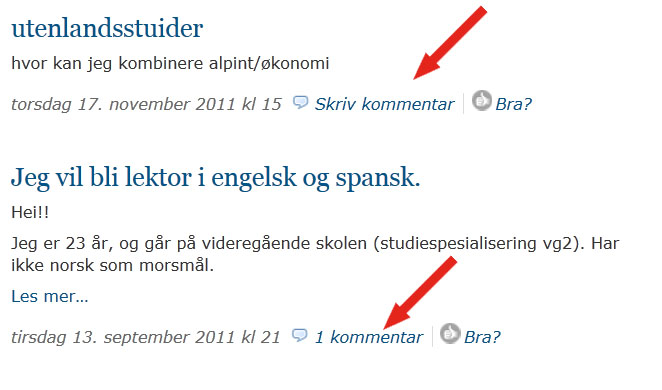 utenlandsstuider
hvor kan jeg kombinere alpint/økonomi
torsdag 17. november 2011 kl 15 Skriv kommentar Bra?
Jeg vil bli lektor i engelsk og spansk.
Hei!!
Jeg er 23 år, og går på videregående skolen (studiespesialisering vg2). Har
ikke norsk som morsmål.
Les mer...
tirsdag 13. september 2011 kl 21 1 kommentar Bra?